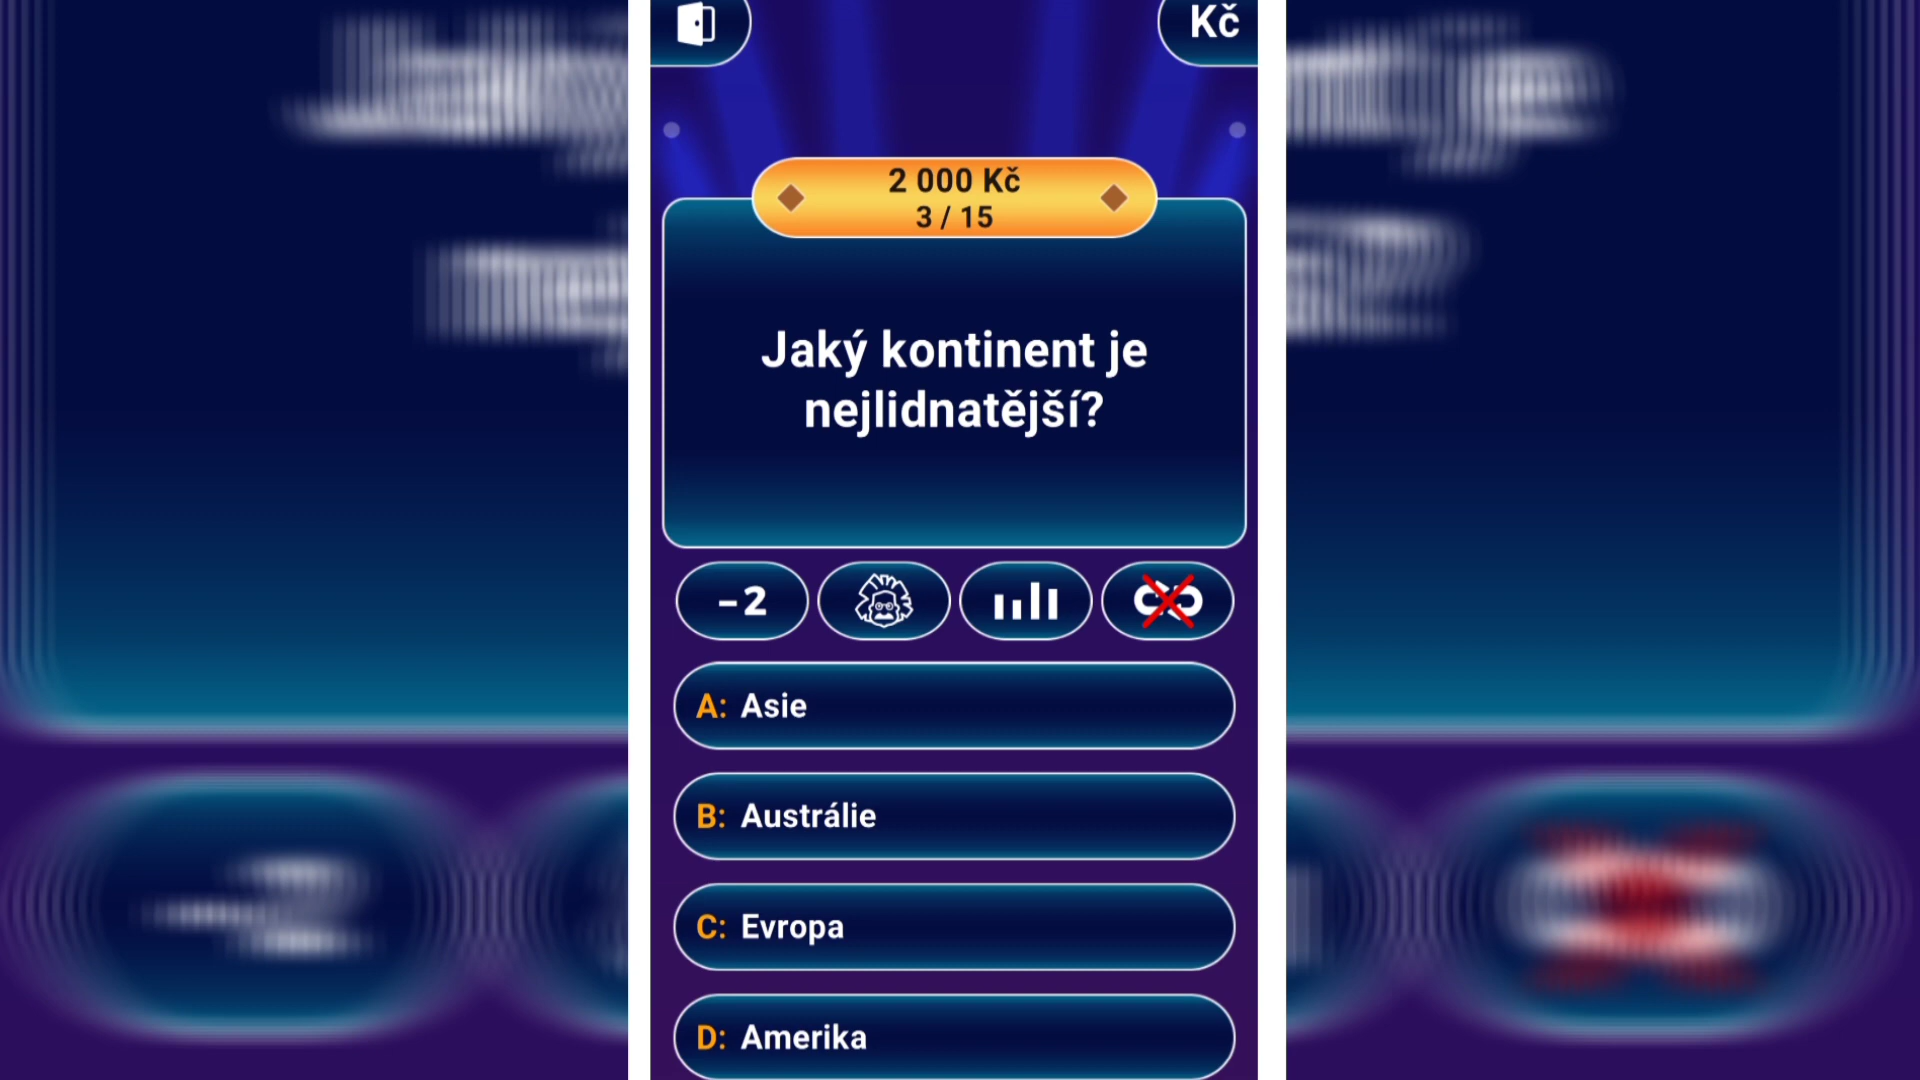 Kč
2 000 Kč
3 / 15
Jaký kontinent je
nejlidnatější?
-2
A: Asie
B: Austrálie
C: Evropa
D: Amerika